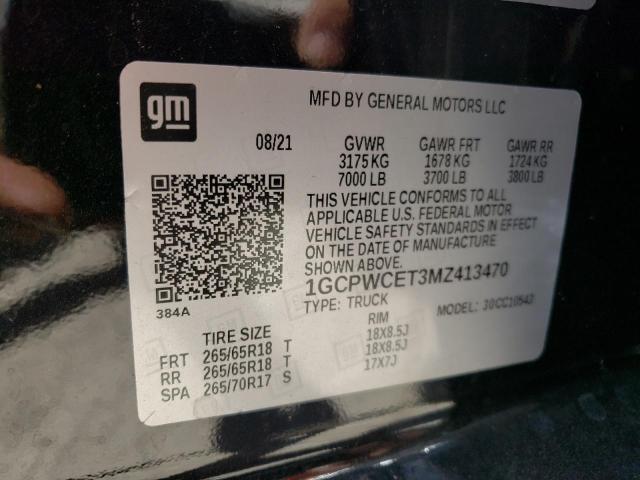 gm
MFD BY GENERAL MOTORS LLC
08/21 GVWR GAWR FRT GAWR RR
3175 KG 1678 KG 1724 KG
7000 LB 3700 LB 3800 LB
THIS VEHICLE CONFORMS TO ALL
APPLICABLE U.S. FEDERAL MOTOR
VEHICLE SAFETY STANDARDS IN EFFECT
ON THE DATE OF MANUFACTURE
SHOWN ABOVE.
1GCPWCET3MZ413470
TYPE: TRUCK MODEL:
384A
TIRE SIZE RIM
FRT 265/65R18 T 18X8.5J
RR 265/65R18 T 18X8.5J
SPA 265/70R17 S 17X7J